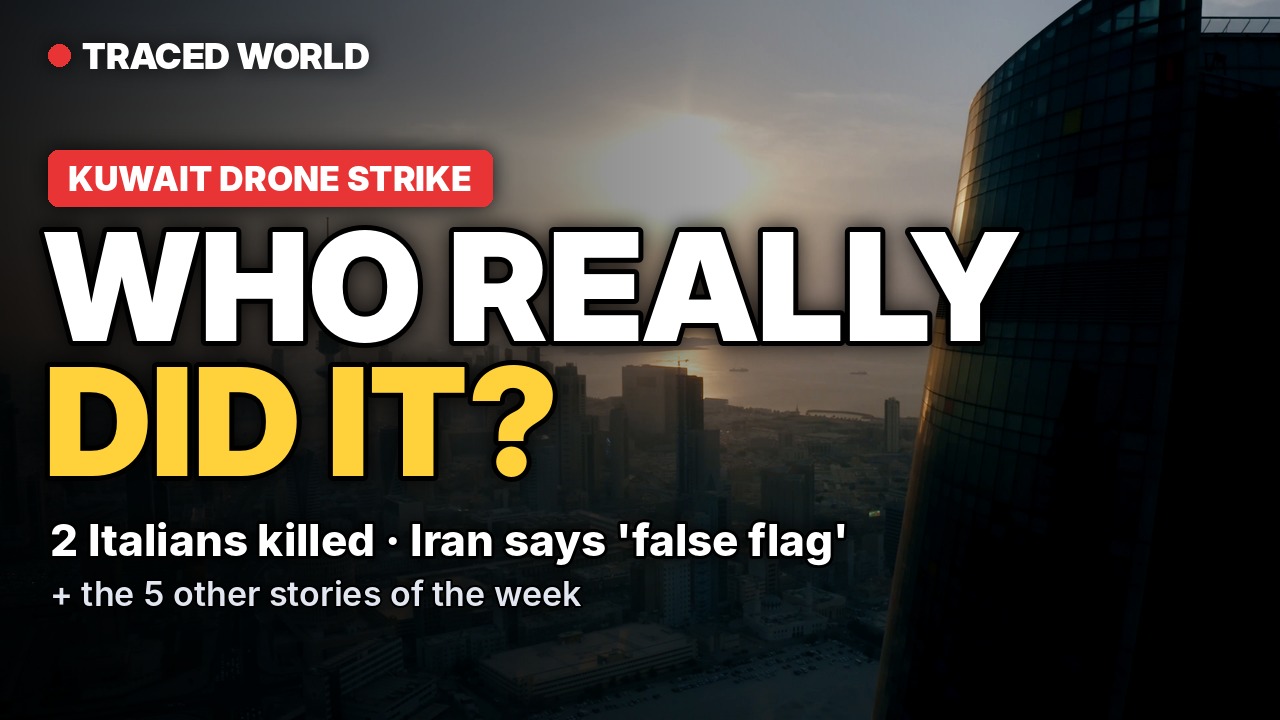 TRACED WORLD
KUWAIT DRONE STRIKE
WHO REALLY
DID IT?
2 Italians killed · Iran says 'false flag'
+ the 5 other stories of the week